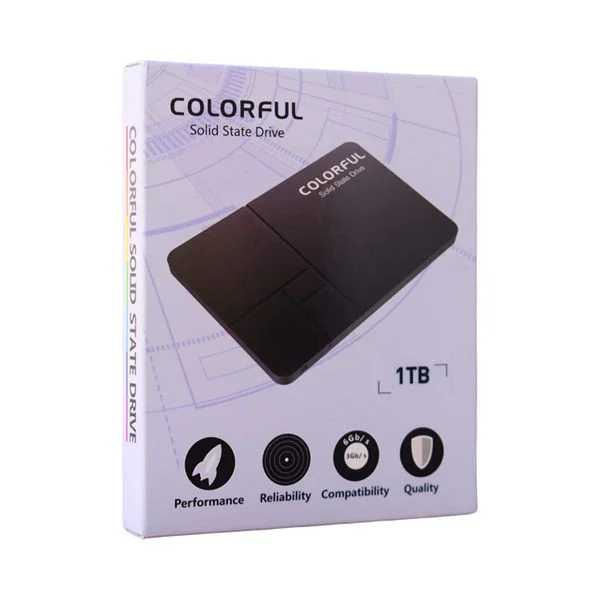 COLORFUL
Solid State Drive
COLORFUL
Solid State Drive
COLORFUL SOLID STATE DRIVE
1TB
6Gb/s
3Gb/s
Performance
Reliability
Compatibility
Quality